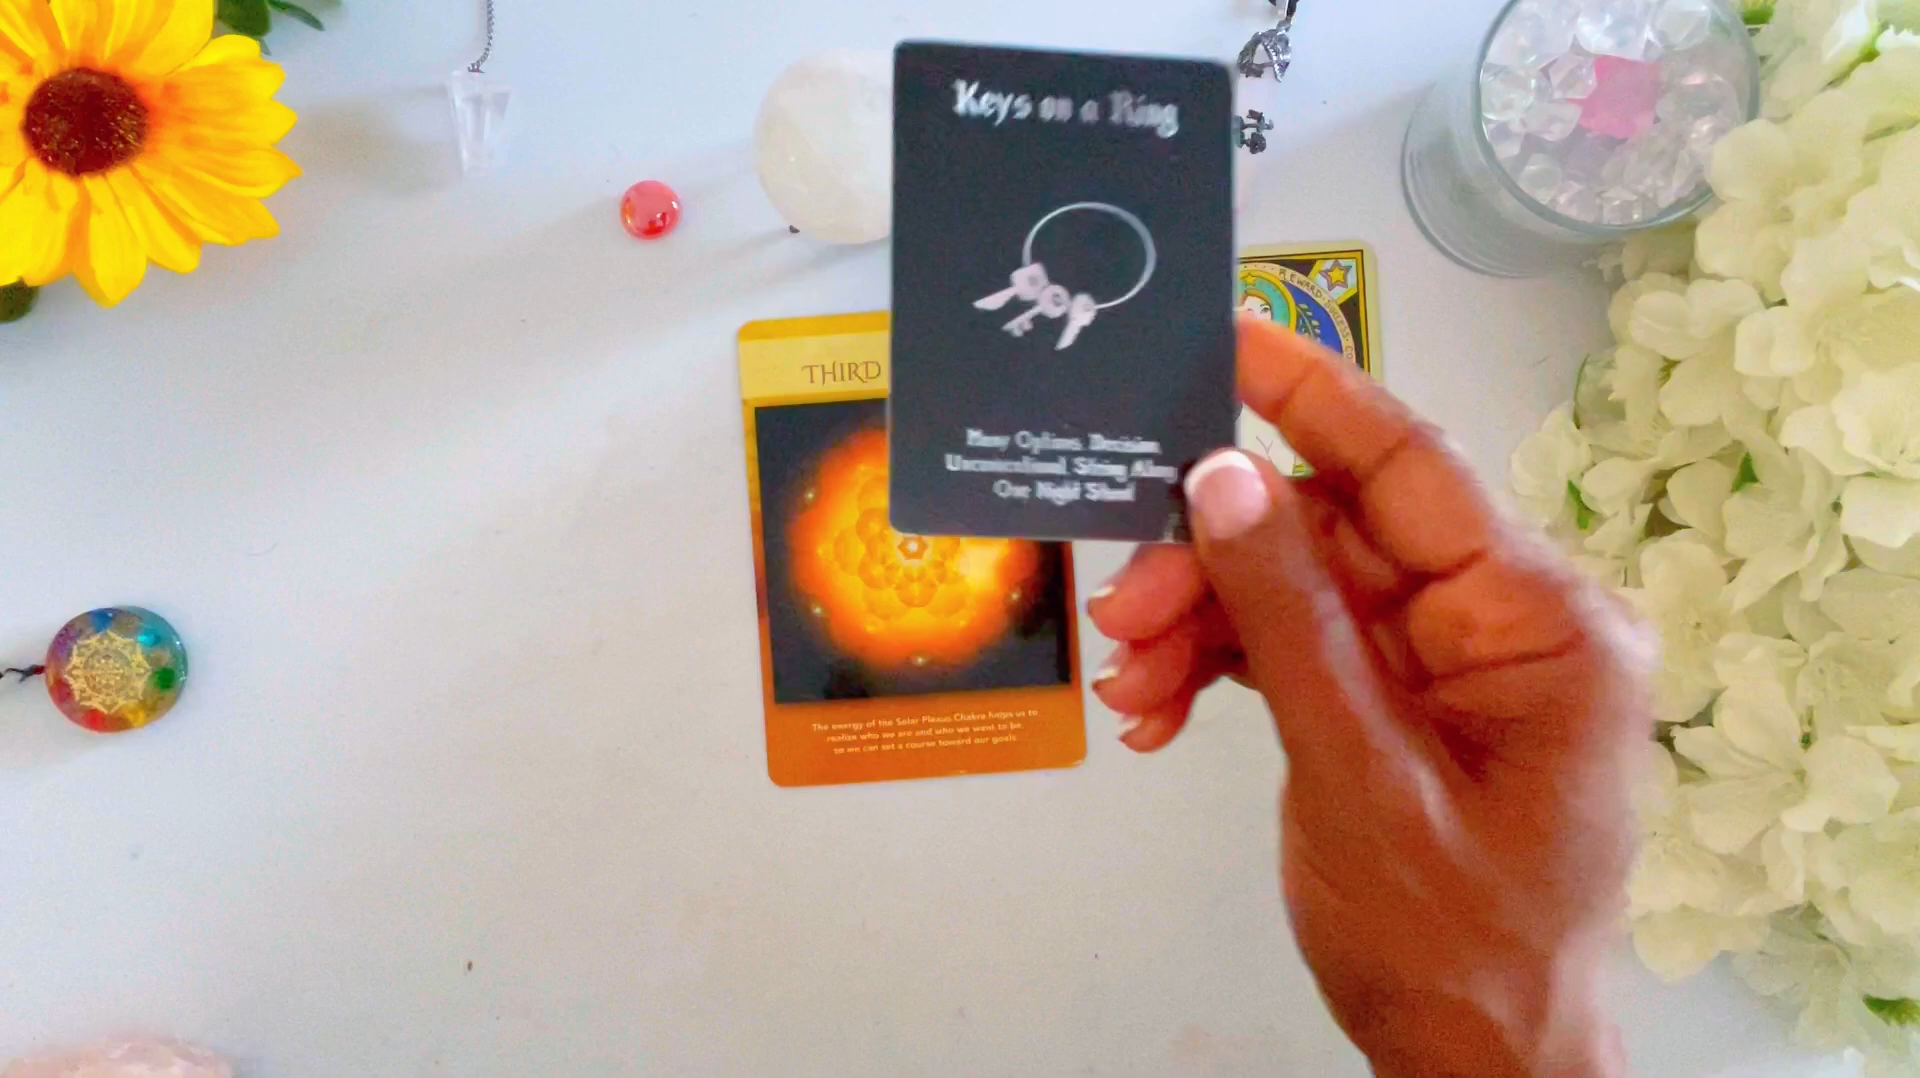 Keys on a Ring
Many Options, Decision
Unconventional, String Along
One Night Stand
REWARD · SUCCESS · CO
THIRD
The energy of the Solar Plexus Chakra helps us to
realize who we are and who we want to be
so we can set a course toward our goals.